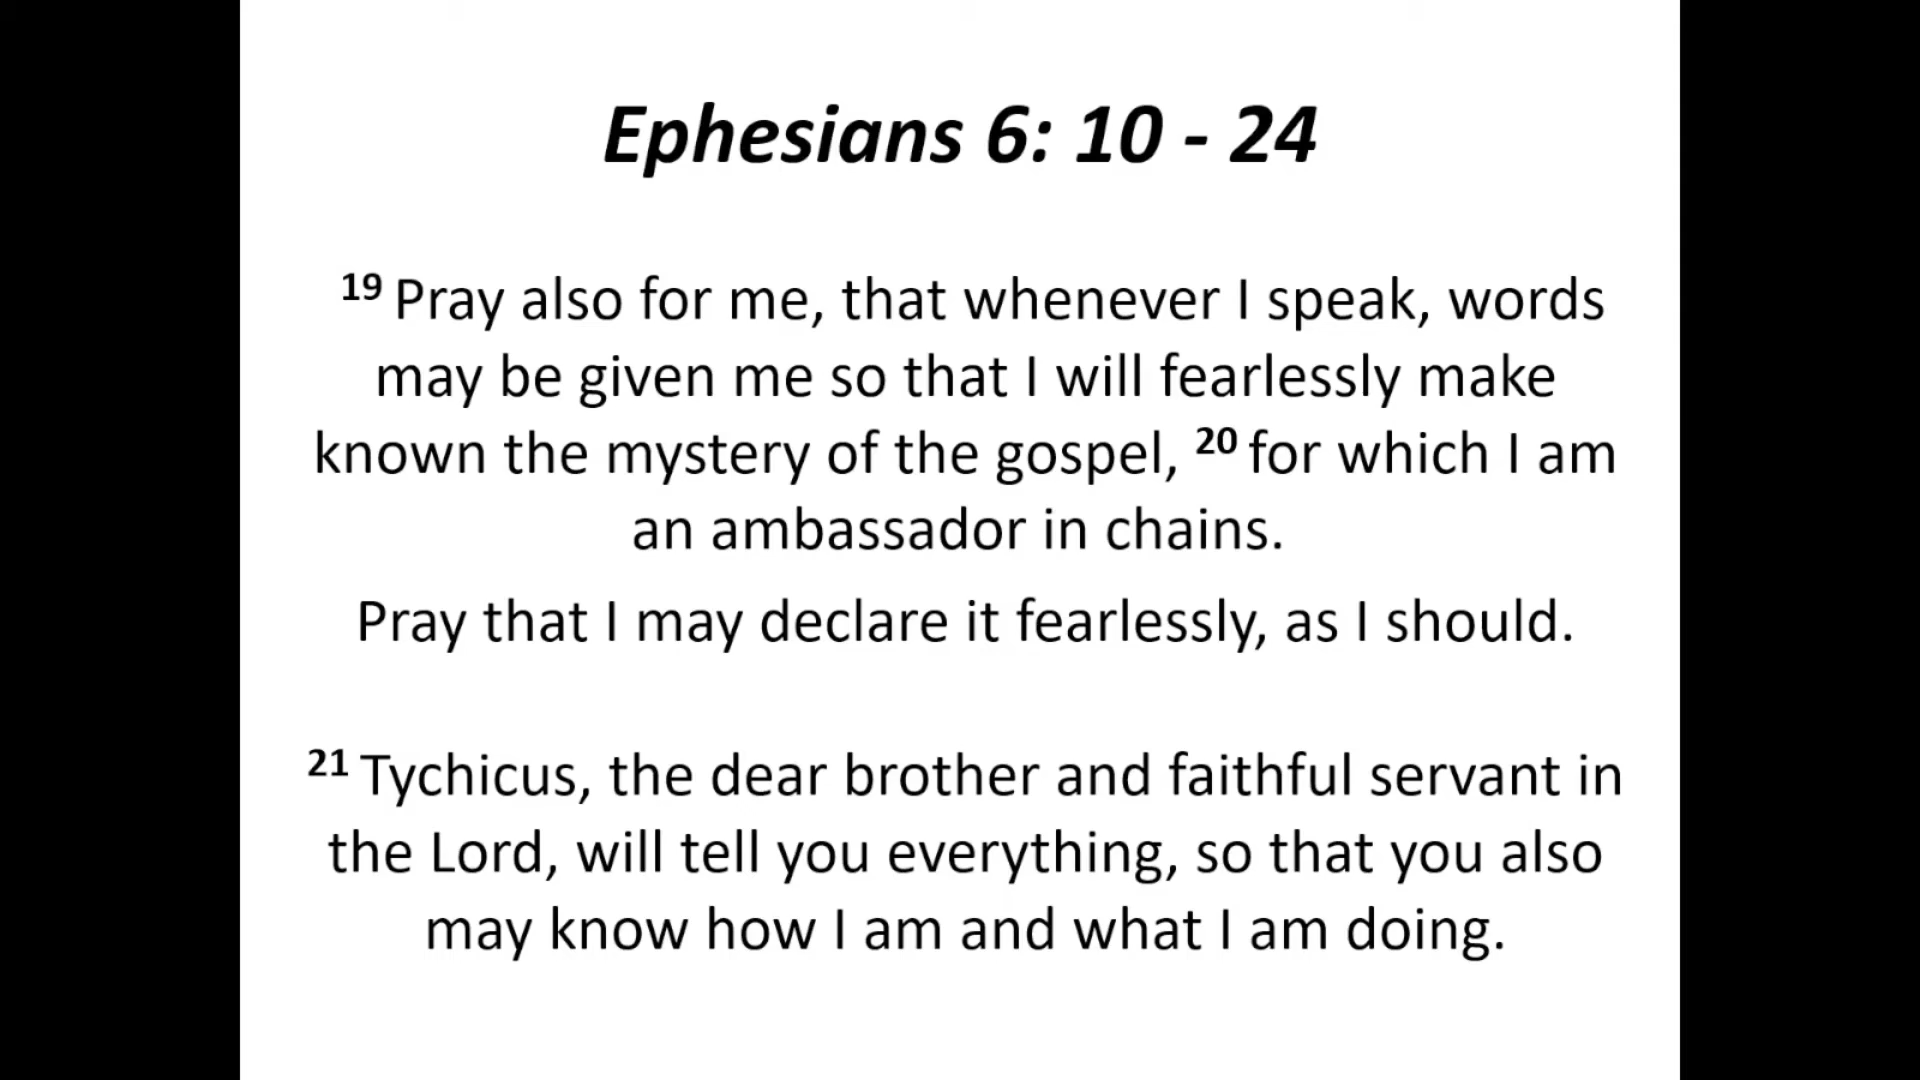 Ephesians 6: 10 - 24
19 Pray also for me, that whenever I speak, words
may be given me so that I will fearlessly make
known the mystery of the gospel, 20 for which I am
an ambassador in chains.
Pray that I may declare it fearlessly, as I should.
21 Tychicus, the dear brother and faithful servant in
the Lord, will tell you everything, so that you also
may know how I am and what I am doing.